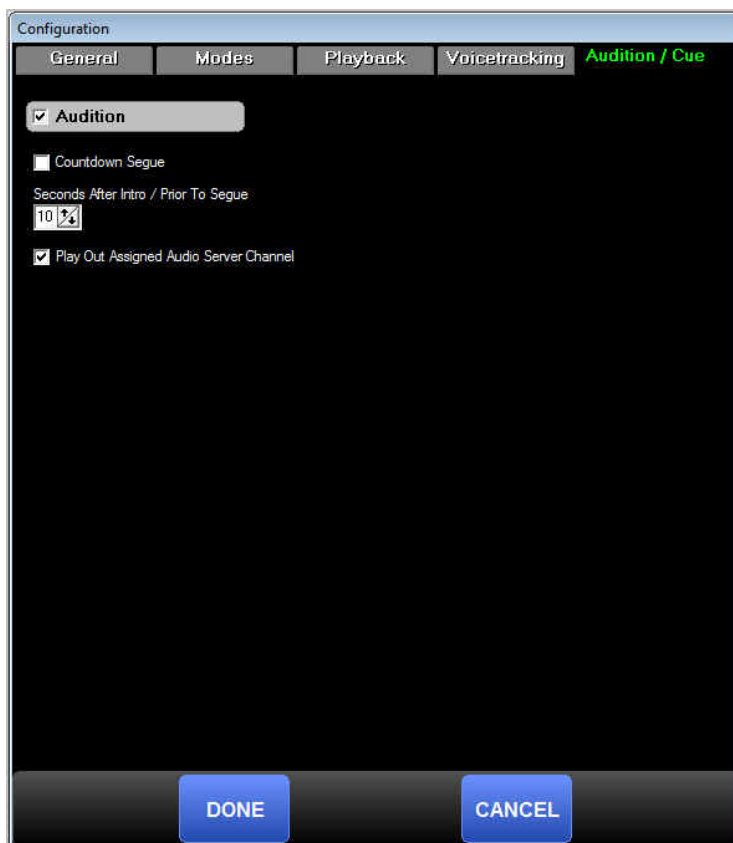 Configuration
General Modes Playback Voicetracking Audition / Cue
Audition
Countdown Segue
Seconds After Intro / Prior To Segue
10
Play Out Assigned Audio Server Channel
DONE CANCEL